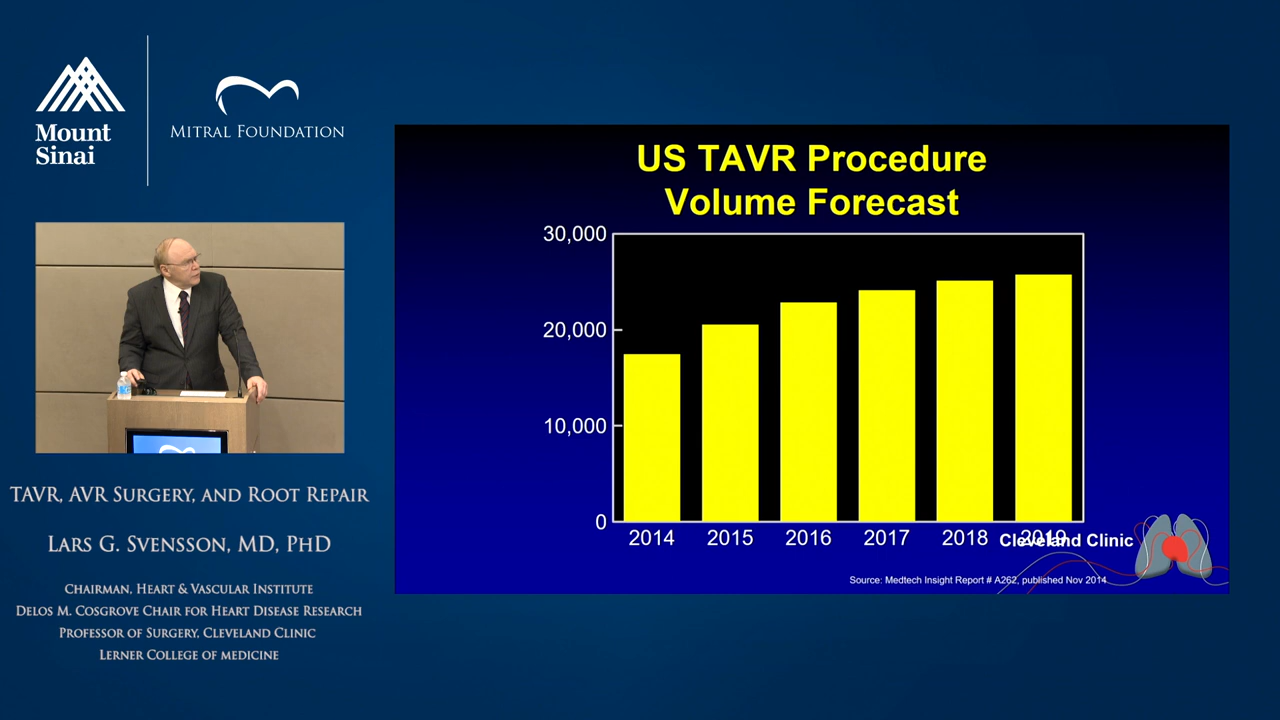 Mount
Sinai
Mitral Foundation
US TAVR Procedure
Volume Forecast
30,000
20,000
10,000
0
2014 2015 2016 2017 2018 2019
Cleveland Clinic
Source: Medtech Insight Report # A262, published Nov 2014
TAVR, AVR Surgery, and Root Repair
Lars G. Svensson, MD, PhD
Chairman, Heart & Vascular Institute
Delos M. Cosgrove Chair for Heart Disease Research
Professor of Surgery, Cleveland Clinic
Lerner College of medicine